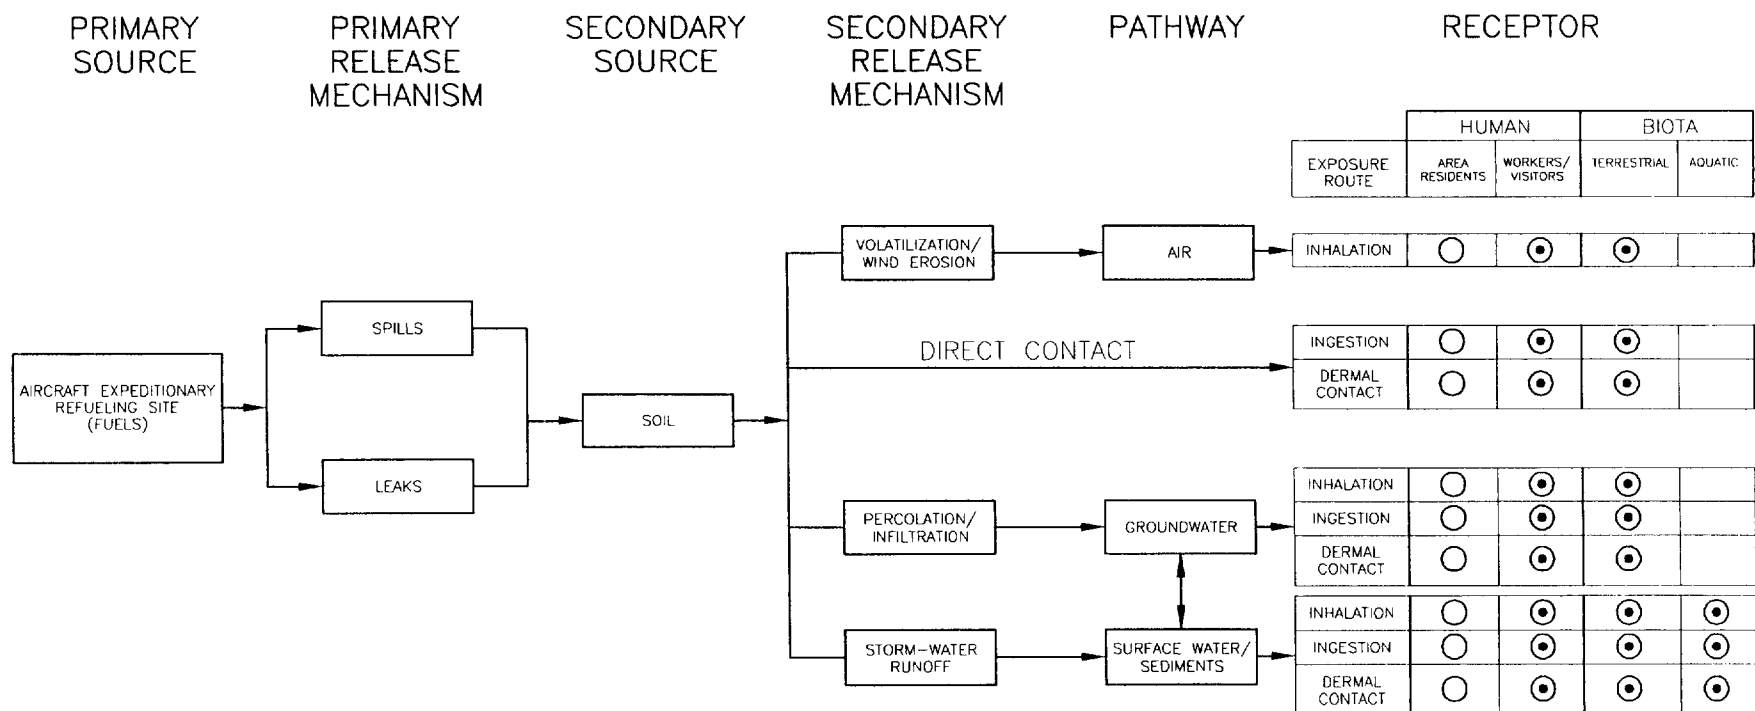 PRIMARY
SOURCE
PRIMARY
RELEASE
MECHANISM
SECONDARY
SOURCE
SECONDARY
RELEASE
MECHANISM
PATHWAY
RECEPTOR
HUMAN
BIOTA
EXPOSURE
ROUTE
AREA
RESIDENTS
WORKERS/
VISITORS
TERRESTRIAL
AQUATIC
AIRCRAFT EXPEDITIONARY
REFUELING SITE
(FUELS)
SPILLS
LEAKS
SOIL
VOLATILIZATION/
WIND EROSION
AIR
INHALATION
DIRECT CONTACT
INGESTION
DERMAL
CONTACT
PERCOLATION/
INFILTRATION
GROUNDWATER
INHALATION
INGESTION
DERMAL
CONTACT
STORM-WATER
RUNOFF
SURFACE WATER/
SEDIMENTS
INHALATION
INGESTION
DERMAL
CONTACT